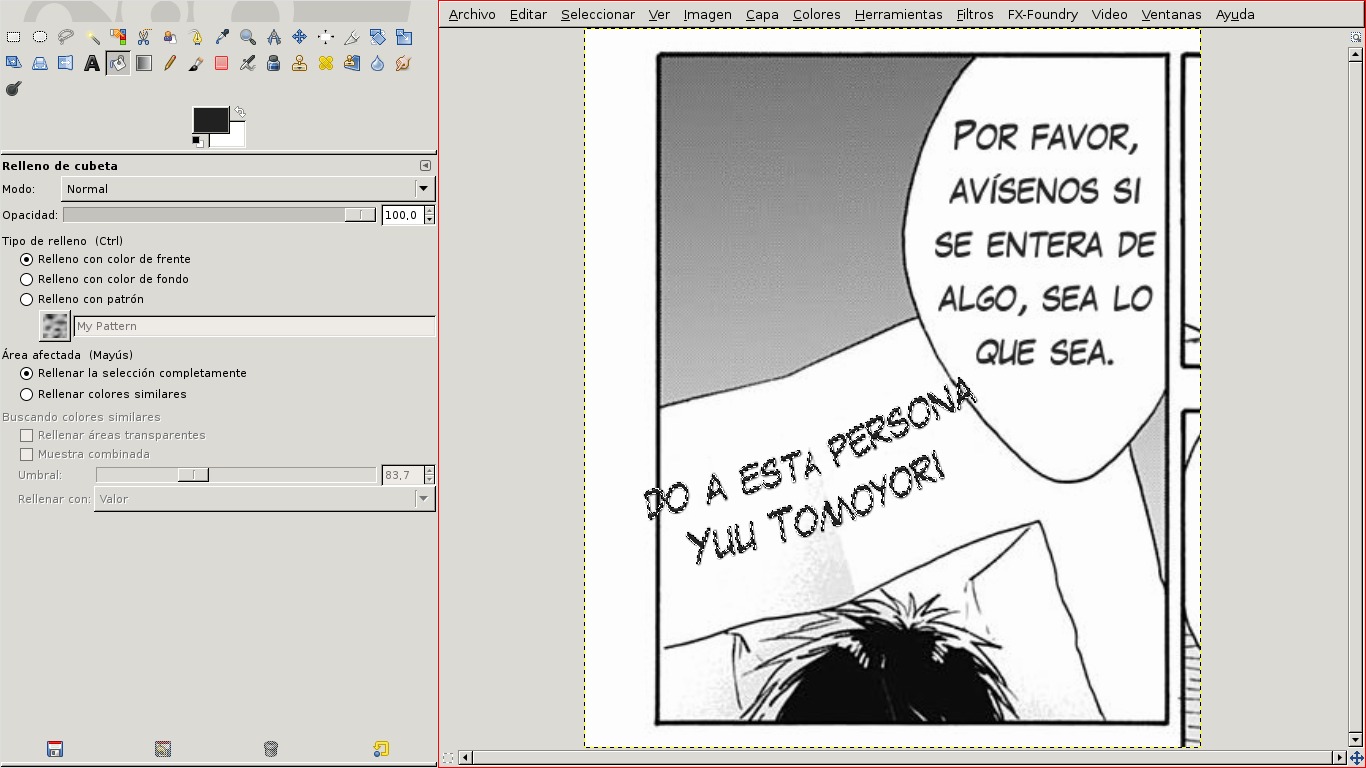 Archivo Editar Seleccionar Ver Imagen Capa Colores Herramientas Filtros FX-Foundry Video Ventanas Ayuda
Relleno de cubeta
Modo: Normal
Opacidad: 100,0
Tipo de relleno (Ctrl)
Relleno con color de frente
Relleno con color de fondo
Relleno con patrón
My Pattern
Área afectada (Mayús)
Rellenar la selección completamente
Rellenar colores similares
Buscando colores similares
Rellenar áreas transparentes
Muestra combinada
Umbral: 83,7
Rellenar con: Valor
POR FAVOR,
AVÍSENOS SI
SE ENTERA DE
ALGO, SEA LO
QUE SEA.
DO A ESTA PERSONA
YUU TOMOYORI